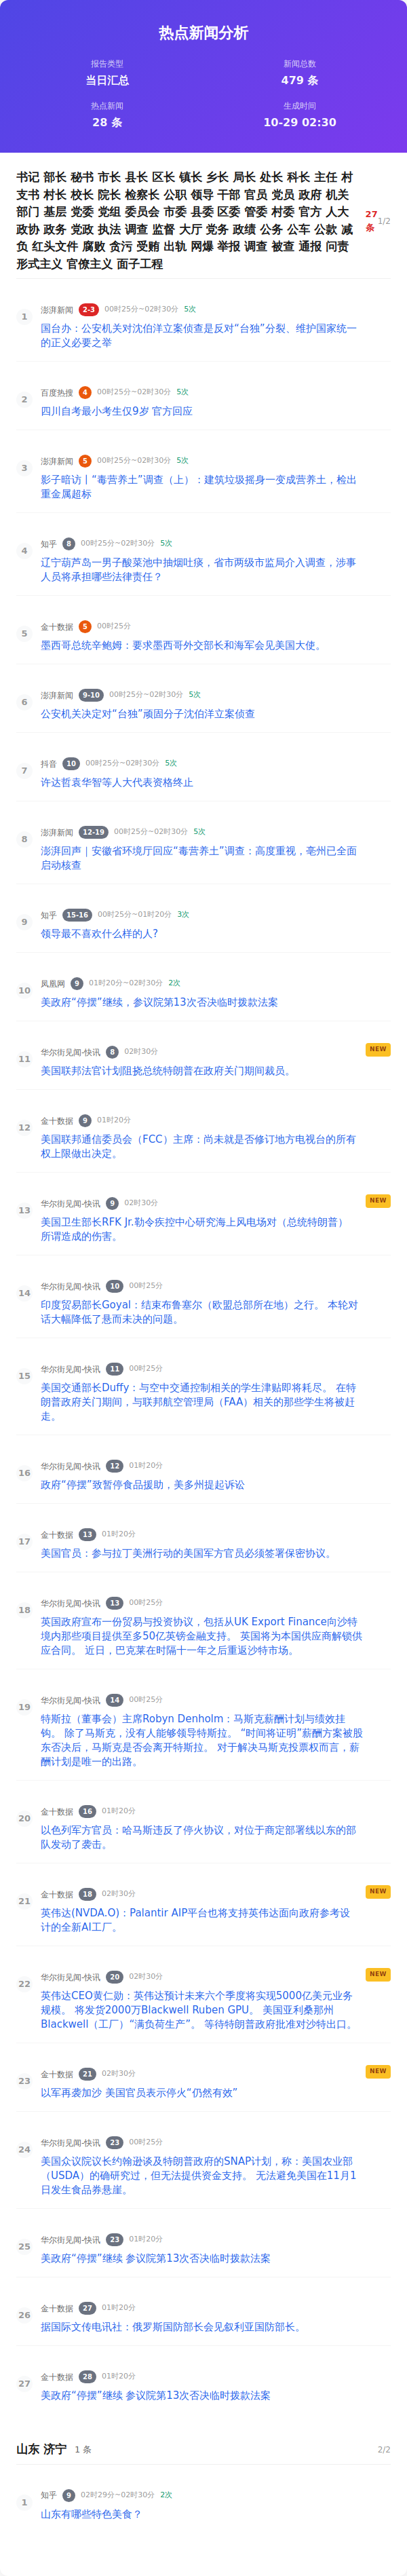 热点新闻分析
报告类型
当日汇总
新闻总数
479 条
热点新闻
28 条
生成时间
10-29 02:30
书记 部长 秘书 市长 县长 区长 镇长 乡长 局长 处长 科长 主任 村
支书 村长 校长 院长 检察长 公职 领导 干部 官员 党员 政府 机关
部门 基层 党委 党组 委员会 市委 县委 区委 管委 村委 官方 人大
政协 政务 党政 执法 调查 监督 大厅 党务 政绩 公务 公车 公款 减
负 红头文件 腐败 贪污 受贿 出轨 网爆 举报 调查 被查 通报 问责
形式主义 官僚主义 面子工程
27
条
1/2
1
澎湃新闻 2-3 00时25分~02时30分 5次
国台办：公安机关对沈伯洋立案侦查是反对“台独”分裂、维护国家统一
的正义必要之举
2
百度热搜 4 00时25分~02时30分 5次
四川自考最小考生仅9岁 官方回应
3
澎湃新闻 5 00时25分~02时30分 5次
影子暗访丨“毒营养土”调查（上）：建筑垃圾摇身一变成营养土，检出
重金属超标
4
知乎 8 00时25分~02时30分 5次
辽宁葫芦岛一男子酸菜池中抽烟吐痰，省市两级市监局介入调查，涉事
人员将承担哪些法律责任？
5
金十数据 5 00时25分
墨西哥总统辛鲍姆：要求墨西哥外交部长和海军会见美国大使。
6
澎湃新闻 9-10 00时25分~02时30分 5次
公安机关决定对“台独”顽固分子沈伯洋立案侦查
7
抖音 10 00时25分~02时30分 5次
许达哲袁华智等人大代表资格终止
8
澎湃新闻 12-19 00时25分~02时30分 5次
澎湃回声｜安徽省环境厅回应“毒营养土”调查：高度重视，亳州已全面
启动核查
9
知乎 15-16 00时25分~01时20分 3次
领导最不喜欢什么样的人?
10
凤凰网 9 01时20分~02时30分 2次
美政府“停摆”继续，参议院第13次否决临时拨款法案
11
华尔街见闻-快讯 8 02时30分
NEW
美国联邦法官计划阻挠总统特朗普在政府关门期间裁员。
12
金十数据 9 01时20分
美国联邦通信委员会（FCC）主席：尚未就是否修订地方电视台的所有
权上限做出决定。
13
华尔街见闻-快讯 9 02时30分
NEW
美国卫生部长RFK Jr.勒令疾控中心研究海上风电场对（总统特朗普）
所谓造成的伤害。
14
华尔街见闻-快讯 10 00时25分
印度贸易部长Goyal：结束布鲁塞尔（欧盟总部所在地）之行。 本轮对
话大幅降低了悬而未决的问题。
15
华尔街见闻-快讯 11 00时25分
美国交通部长Duffy：与空中交通控制相关的学生津贴即将耗尽。 在特
朗普政府关门期间，与联邦航空管理局（FAA）相关的那些学生将被赶
走。
16
华尔街见闻-快讯 12 01时20分
政府“停摆”致暂停食品援助，美多州提起诉讼
17
金十数据 13 01时20分
美国官员：参与拉丁美洲行动的美国军方官员必须签署保密协议。
18
华尔街见闻-快讯 13 00时25分
英国政府宣布一份贸易与投资协议，包括从UK Export Finance向沙特
境内那些项目提供至多50亿英镑金融支持。 英国将为本国供应商解锁供
应合同。 近日，巴克莱在时隔十一年之后重返沙特市场。
19
华尔街见闻-快讯 14 00时25分
特斯拉（董事会）主席Robyn Denholm：马斯克薪酬计划与绩效挂
钩。 除了马斯克，没有人能够领导特斯拉。 “时间将证明”薪酬方案被股
东否决后，马斯克是否会离开特斯拉。 对于解决马斯克投票权而言，薪
酬计划是唯一的出路。
20
金十数据 16 01时20分
以色列军方官员：哈马斯违反了停火协议，对位于商定部署线以东的部
队发动了袭击。
21
金十数据 18 02时30分
NEW
英伟达(NVDA.O)：Palantir AIP平台也将支持英伟达面向政府参考设
计的全新AI工厂。
22
华尔街见闻-快讯 20 02时30分
NEW
英伟达CEO黄仁勋：英伟达预计未来六个季度将实现5000亿美元业务
规模。 将发货2000万Blackwell Ruben GPU。 美国亚利桑那州
Blackwell（工厂）“满负荷生产”。 等待特朗普政府批准对沙特出口。
23
金十数据 21 02时30分
NEW
以军再袭加沙 美国官员表示停火“仍然有效”
24
华尔街见闻-快讯 23 00时25分
美国众议院议长约翰逊谈及特朗普政府的SNAP计划，称：美国农业部
（USDA）的确研究过，但无法提供资金支持。 无法避免美国在11月1
日发生食品券悬崖。
25
华尔街见闻-快讯 23 01时20分
美政府“停摆”继续 参议院第13次否决临时拨款法案
26
金十数据 27 01时20分
据国际文传电讯社：俄罗斯国防部长会见叙利亚国防部长。
27
金十数据 28 01时20分
美政府“停摆”继续 参议院第13次否决临时拨款法案
山东 济宁 1 条
2/2
1
知乎 9 02时29分~02时30分 2次
山东有哪些特色美食？